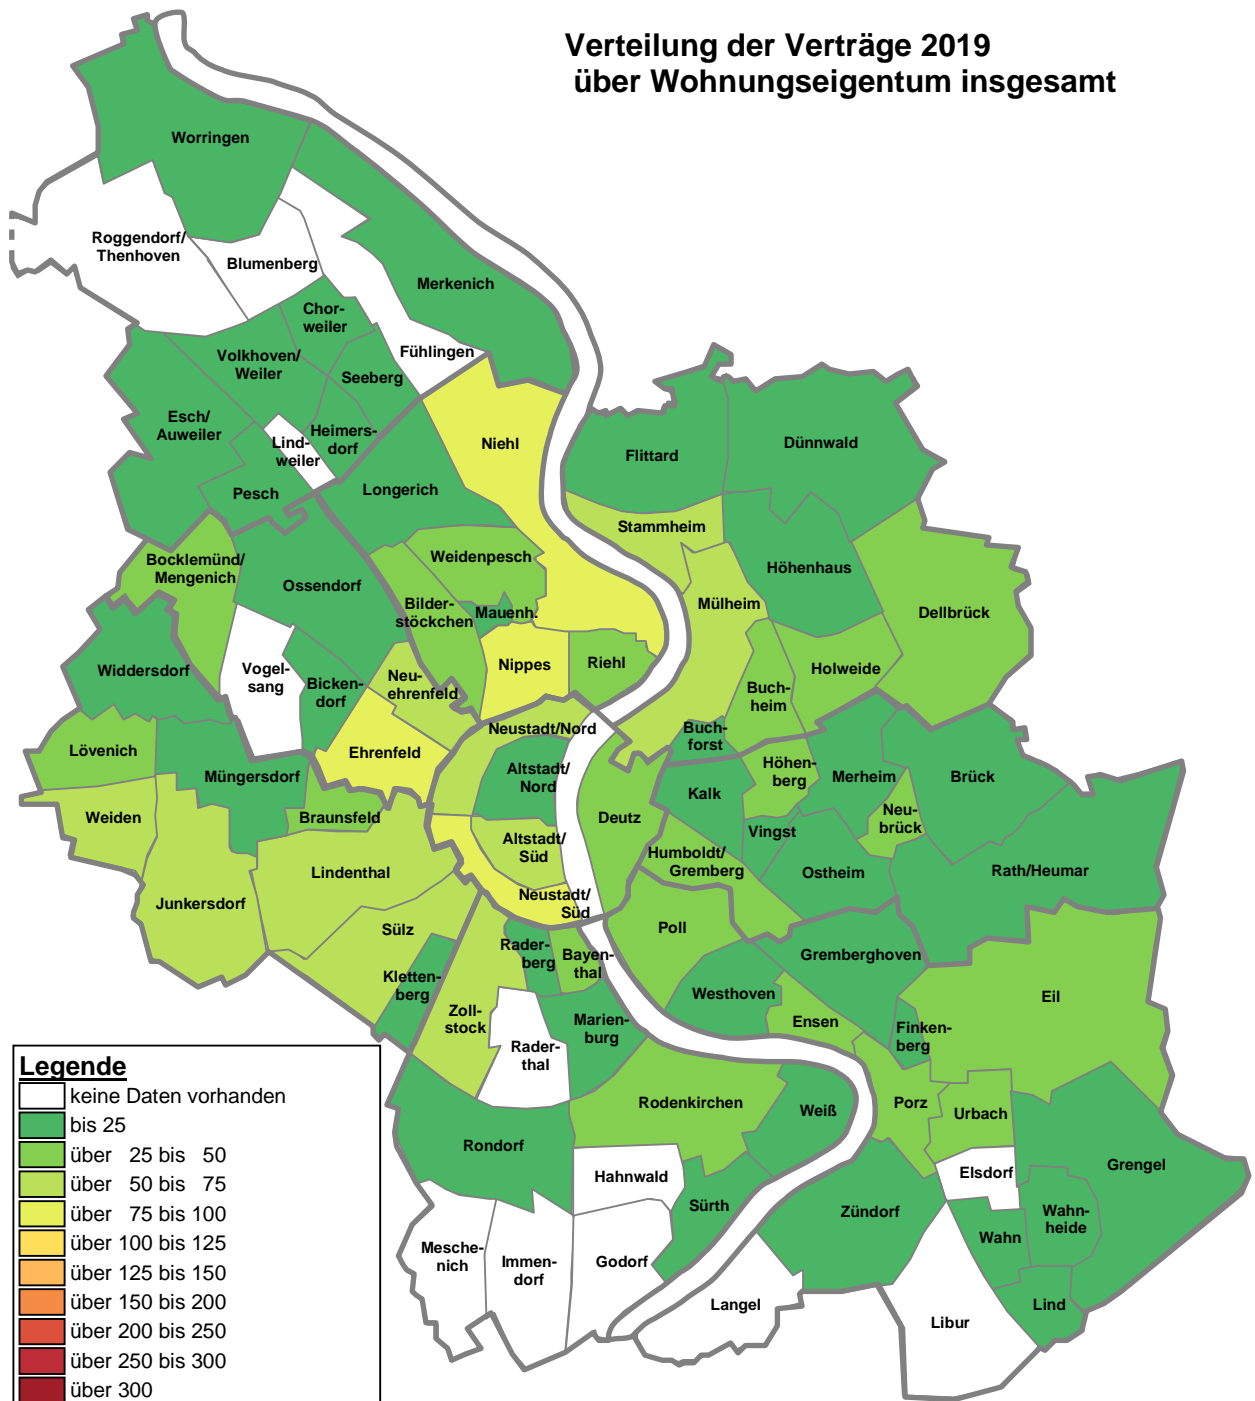 Verteilung der Verträge 2019
über Wohnungseigentum insgesamt
Worringen
Roggendorf/
Thenhoven
Blumenberg
Merkenich
Chor-
weiler
Fühlingen
Volkhoven/
Weiler
Seeberg
Esch/
Auweiler
Heimers-
dorf
Lind-
weiler
Pesch
Niehl
Longerich
Flittard
Dünnwald
Stammheim
Höhenhaus
Bocklemünd/
Mengenich
Ossendorf
Weidenpesch
Bilder-
stöckchen
Mauenh.
Mülheim
Dellbrück
Widdersdorf
Vogel-
sang
Bicken-
dorf
Neu-
ehrenfeld
Nippes
Riehl
Buch-
heim
Holweide
Lövenich
Ehrenfeld
Neustadt/Nord
Buch-
forst
Müngersdorf
Altstadt/
Nord
Höhen-
berg
Merheim
Brück
Weiden
Braunsfeld
Deutz
Kalk
Neu-
brück
Vingst
Lindenthal
Altstadt/
Süd
Humboldt/
Gremberg
Ostheim
Rath/Heumar
Junkersdorf
Neustadt/
Süd
Sülz
Poll
Rader-
berg
Bayen-
thal
Gremberghoven
Kletten-
berg
Westhoven
Eil
Zoll-
stock
Marien-
burg
Ensen
Finken-
berg
Rader-
thal
Rodenkirchen
Weiß
Porz
Urbach
Rondorf
Hahnwald
Elsdorf
Grengel
Sürth
Zündorf
Wahn-
heide
Wahn
Mesche-
nich
Immen-
dorf
Godorf
Langel
Libur
Lind
Legende
keine Daten vorhanden
bis 25
über 25 bis 50
über 50 bis 75
über 75 bis 100
über 100 bis 125
über 125 bis 150
über 150 bis 200
über 200 bis 250
über 250 bis 300
über 300